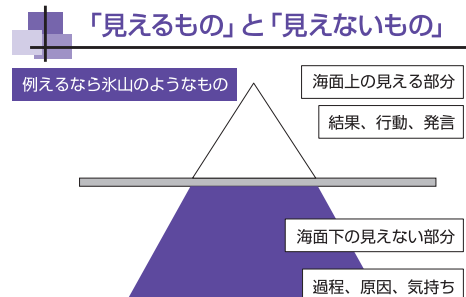 「見えるもの」と「見えないもの」
例えるなら氷山のようなもの
海面上の見える部分
結果、行動、発言
海面下の見えない部分
過程、原因、気持ち